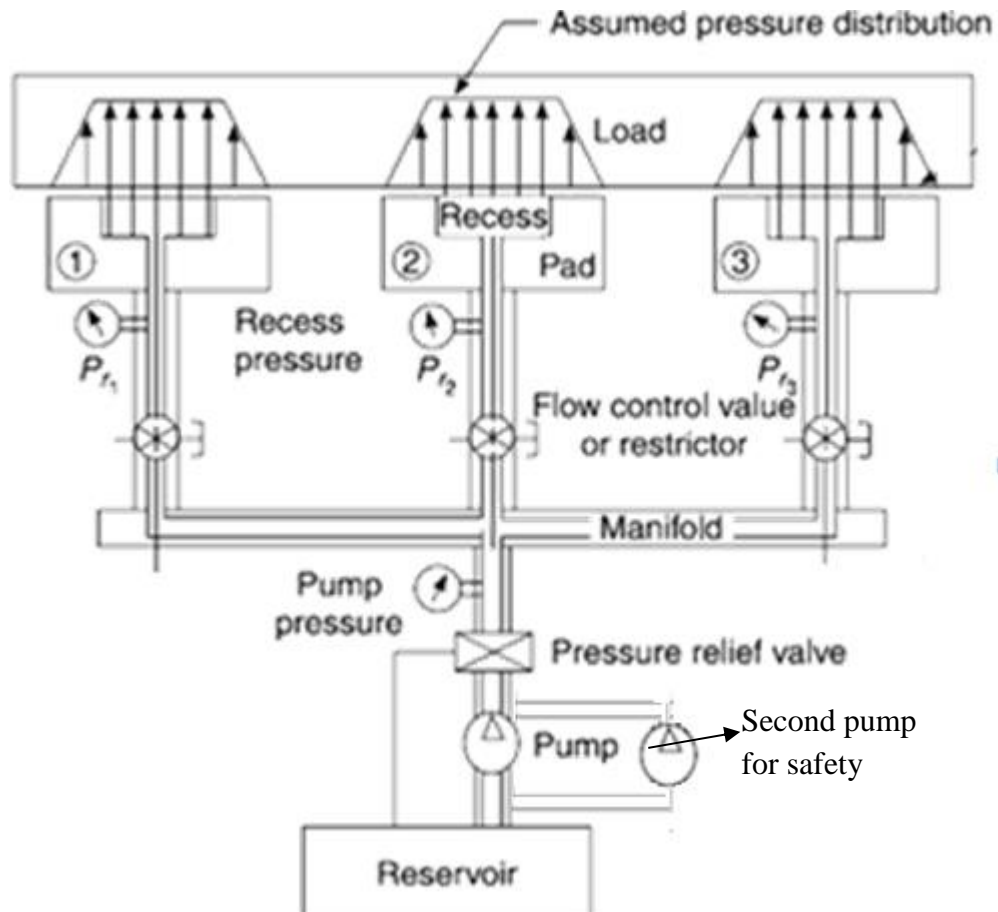 Assumed pressure distribution
Load
Recess
1
2
3
Pad
Recess
pressure
Pr1
Pr2
Pr3
Flow control value
or restrictor
Manifold
Pump
pressure
Pressure relief valve
Pump
Second pump
for safety
Reservoir